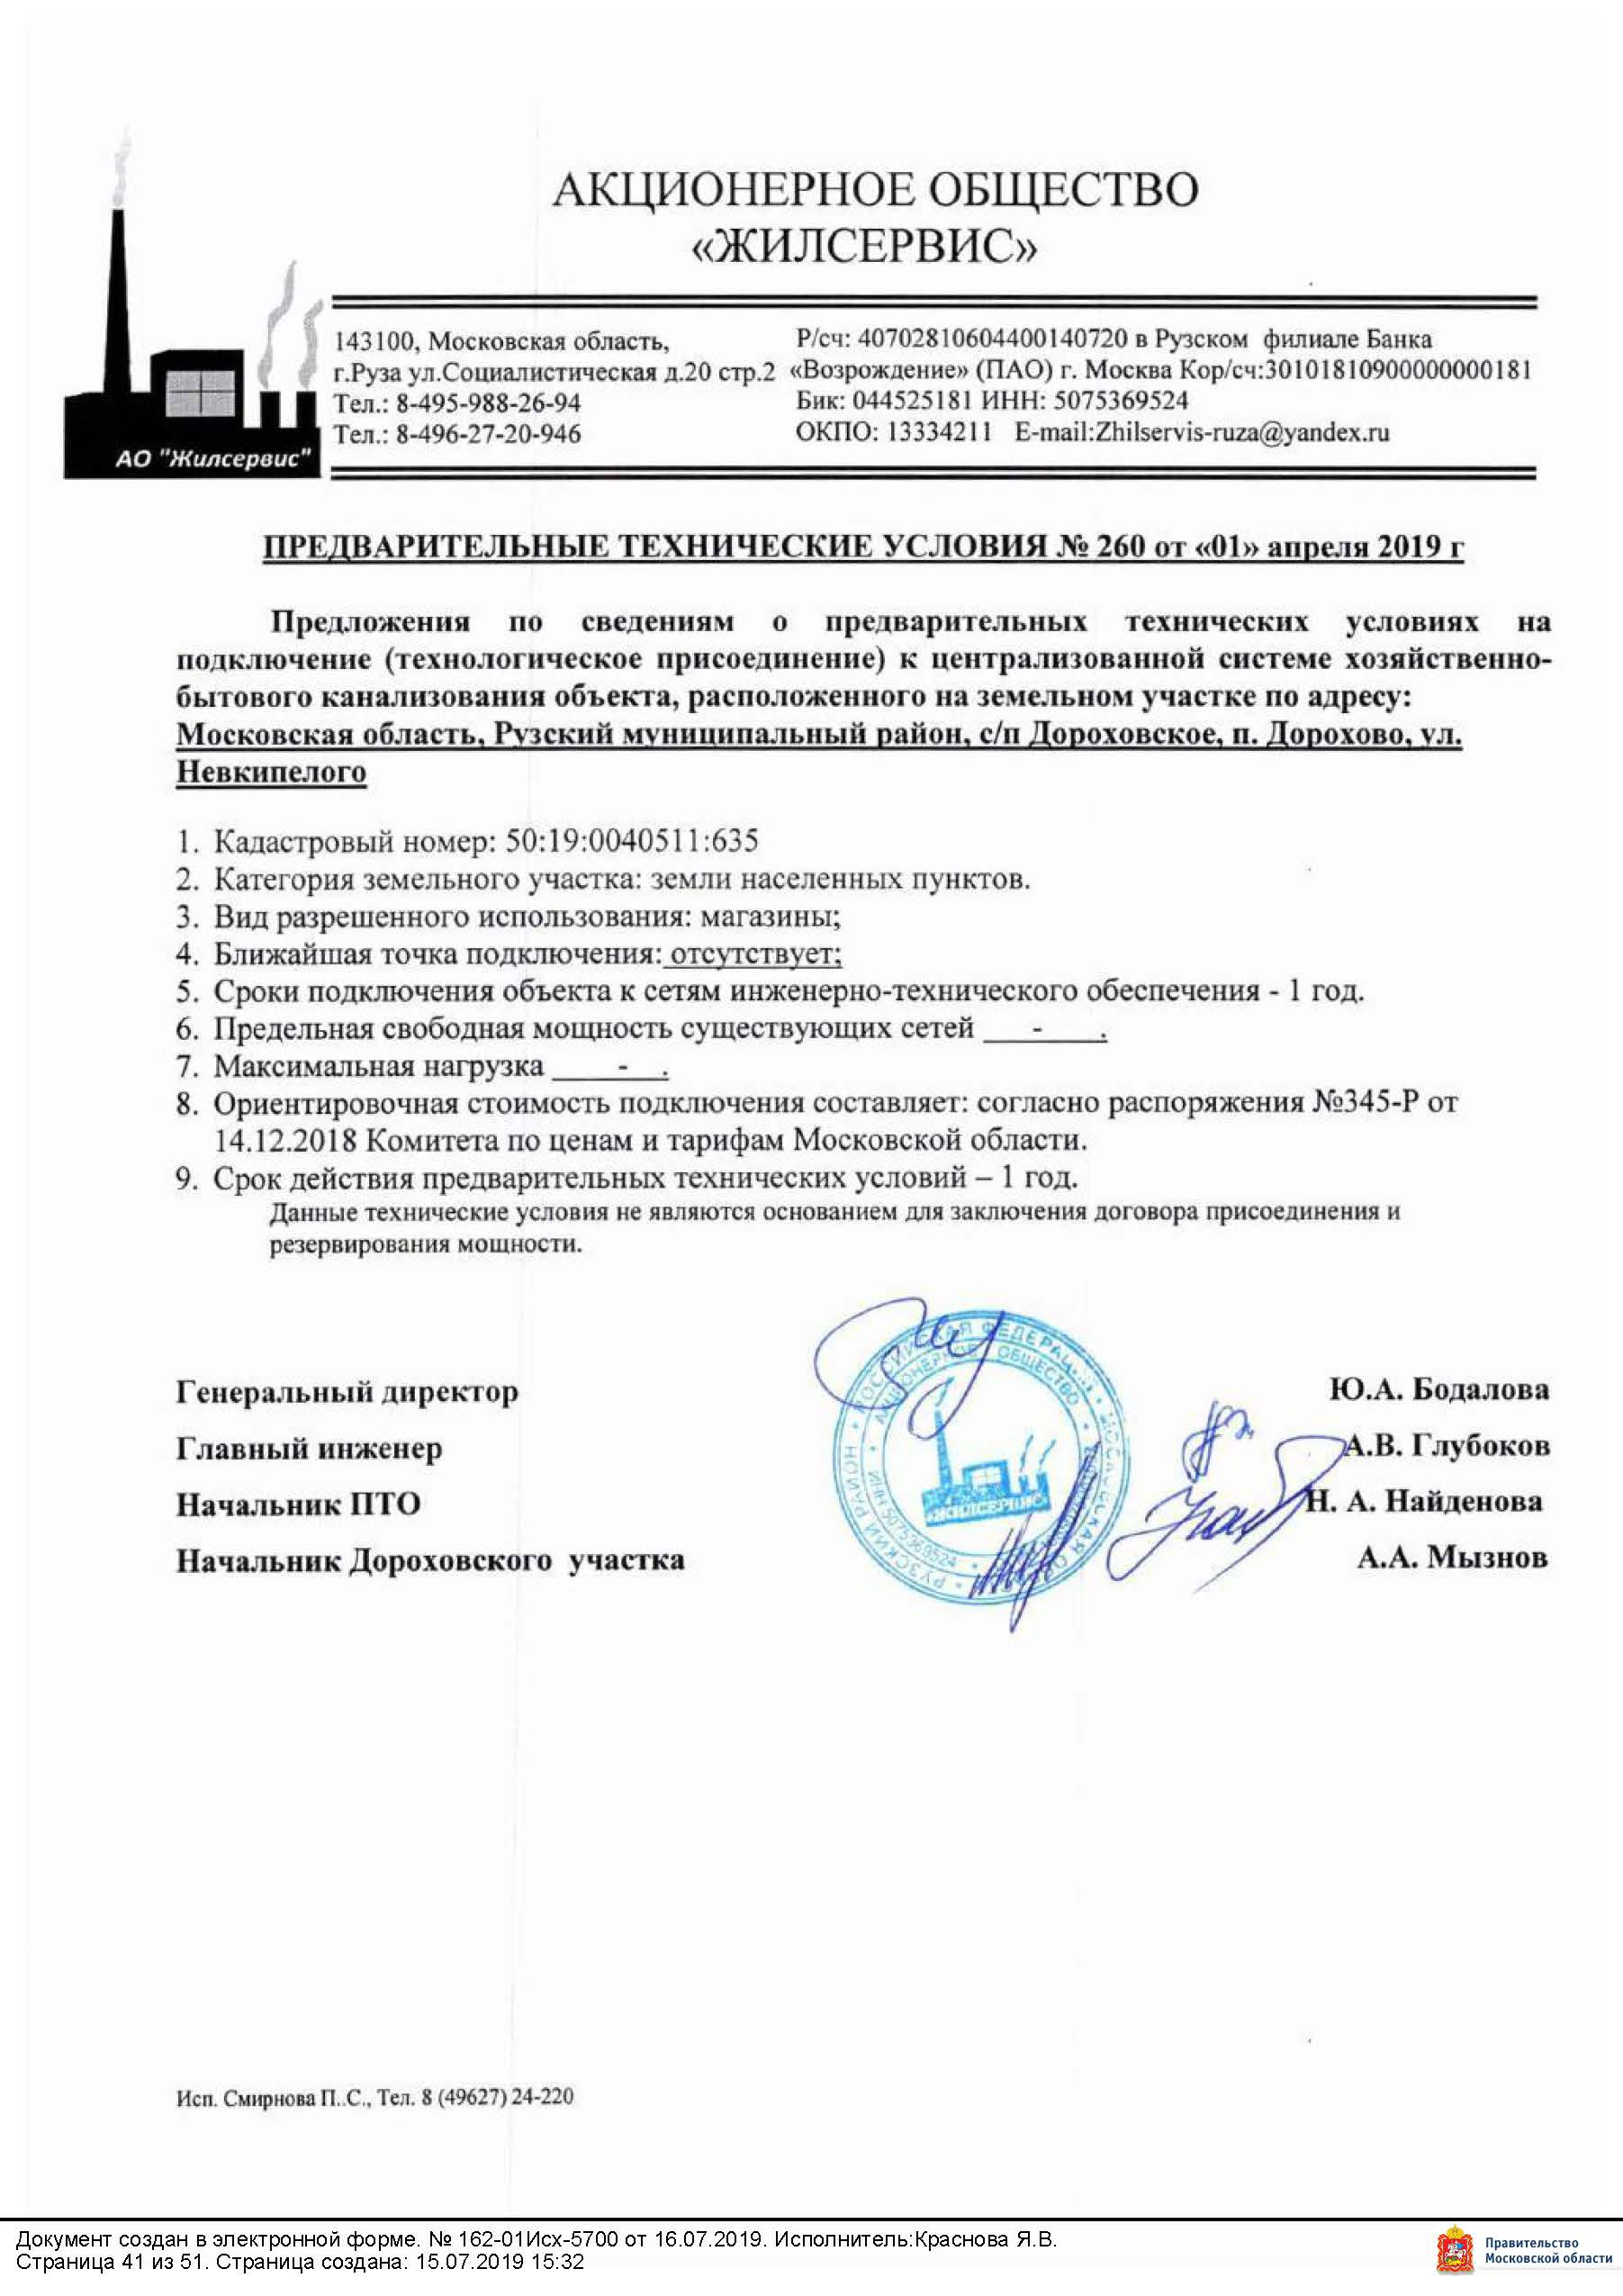 АКЦИОНЕРНОЕ ОБЩЕСТВО
«ЖИЛСЕРВИС»
АО "Жилсервис"
143100, Московская область,
г.Руза ул.Социалистическая д.20 стр.2
Тел.: 8-495-988-26-94
Тел.: 8-496-27-20-946
Р/сч: 40702810604400140720 в Рузском филиале Банка
«Возрождение» (ПАО) г. Москва Кор/сч:30101810900000000181
Бик: 044525181 ИНН: 5075369524
ОКПО: 13334211 E-mail:Zhilservis-ruza@yandex.ru
ПРЕДВАРИТЕЛЬНЫЕ ТЕХНИЧЕСКИЕ УСЛОВИЯ № 260 от «01» апреля 2019 г
Предложения по сведениям о предварительных технических условиях на
подключение (технологическое присоединение) к централизованной системе хозяйственно-
бытового канализования объекта, расположенного на земельном участке по адресу:
Московская область, Рузский муниципальный район, с/п Дороховское, п. Дорохово, ул.
Невкипелого
1. Кадастровый номер: 50:19:0040511:635
2. Категория земельного участка: земли населенных пунктов.
3. Вид разрешенного использования: магазины;
4. Ближайшая точка подключения: отсутствует;
5. Сроки подключения объекта к сетям инженерно-технического обеспечения - 1 год.
6. Предельная свободная мощность существующих сетей ___-____.
7. Максимальная нагрузка ____-__.
8. Ориентировочная стоимость подключения составляет: согласно распоряжения №345-Р от
14.12.2018 Комитета по ценам и тарифам Московской области.
9. Срок действия предварительных технических условий – 1 год.
Данные технические условия не являются основанием для заключения договора присоединения и
резервирования мощности.
Генеральный директор Ю.А. Бодалова
Главный инженер А.В. Глубоков
Начальник ПТО Н. А. Найденова
Начальник Дороховского участка А.А. Мызнов
РОССИЙСКАЯ ФЕДЕРАЦИЯ
РУЗСКИЙ РАЙОН
АКЦИОНЕРНОЕ ОБЩЕСТВО
ИНН 5075369524
«ЖИЛСЕРВИС»
Исп. Смирнова П..С., Тел. 8 (49627) 24-220
Документ создан в электронной форме. № 162-01Исх-5700 от 16.07.2019. Исполнитель:Краснова Я.В.
Страница 41 из 51. Страница создана: 15.07.2019 15:32
Правительство
Московской области